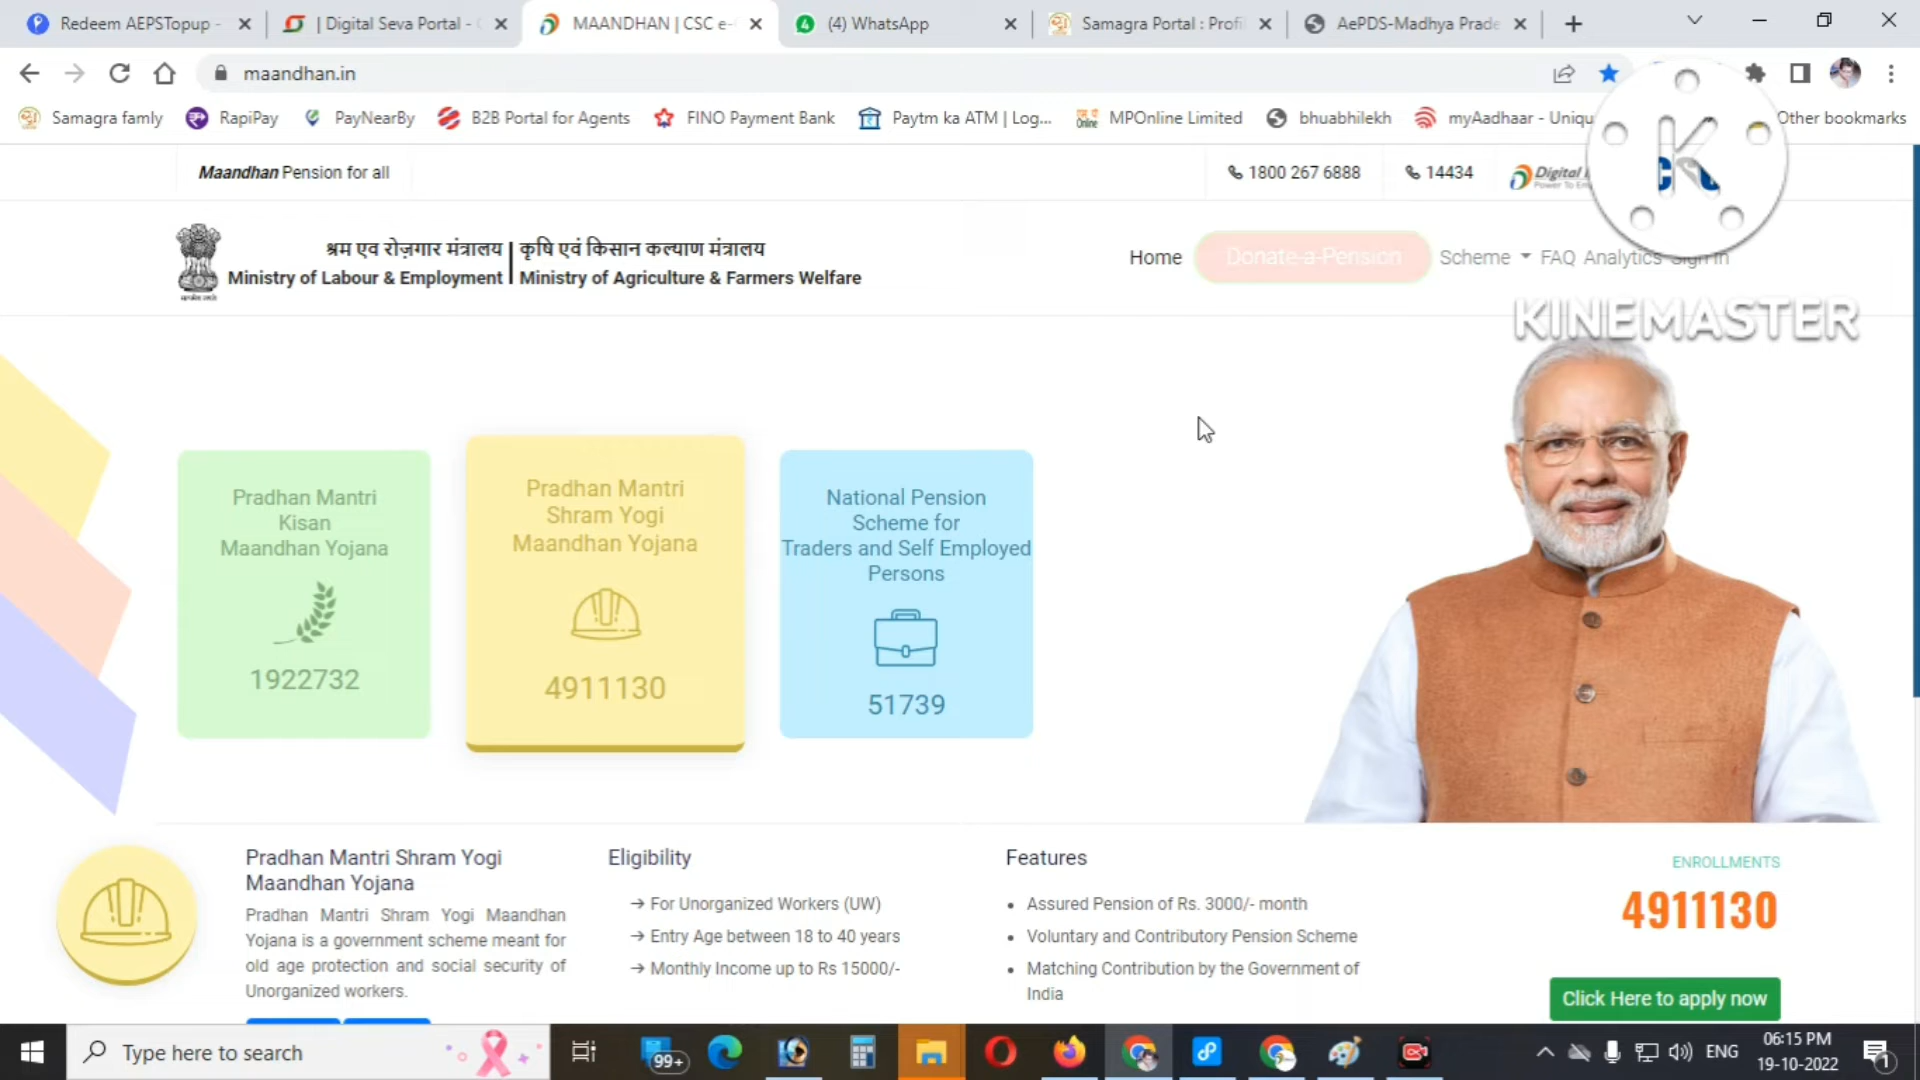 Redeem AEPSTopup -
| Digital Seva Portal -
MAANDHAN | CSC e-
(4) WhatsApp
Samagra Portal : Profi
AePDS-Madhya Prade
maandhan.in
Samagra famly
RapiPay
PayNearBy
B2B Portal for Agents
FINO Payment Bank
Paytm ka ATM | Log...
MPOnline Limited
bhuabhilekh
myAadhaar - Uniqu
Other bookmarks
Maandhan Pension for all
1800 267 6888
14434
Digital
K
श्रम एव रोज़गार मंत्रालय
Ministry of Labour & Employment
कृषि एवं किसान कल्याण मंत्रालय
Ministry of Agriculture & Farmers Welfare
Home
Donate-a-Pension
Scheme
FAQ
Analytics
Sign In
KINEMASTER
Pradhan Mantri
Kisan
Maandhan Yojana
1922732
Pradhan Mantri
Shram Yogi
Maandhan Yojana
4911130
National Pension
Scheme for
Traders and Self Employed
Persons
51739
Pradhan Mantri Shram Yogi
Maandhan Yojana
Pradhan Mantri Shram Yogi Maandhan
Yojana is a government scheme meant for
old age protection and social security of
Unorganized workers.
Eligibility
→ For Unorganized Workers (UW)
→ Entry Age between 18 to 40 years
→ Monthly Income up to Rs 15000/-
Features
• Assured Pension of Rs. 3000/- month
• Voluntary and Contributory Pension Scheme
• Matching Contribution by the Government of
India
ENROLLMENTS
4911130
Click Here to apply now
Type here to search
99+
ENG
06:15 PM
19-10-2022
1